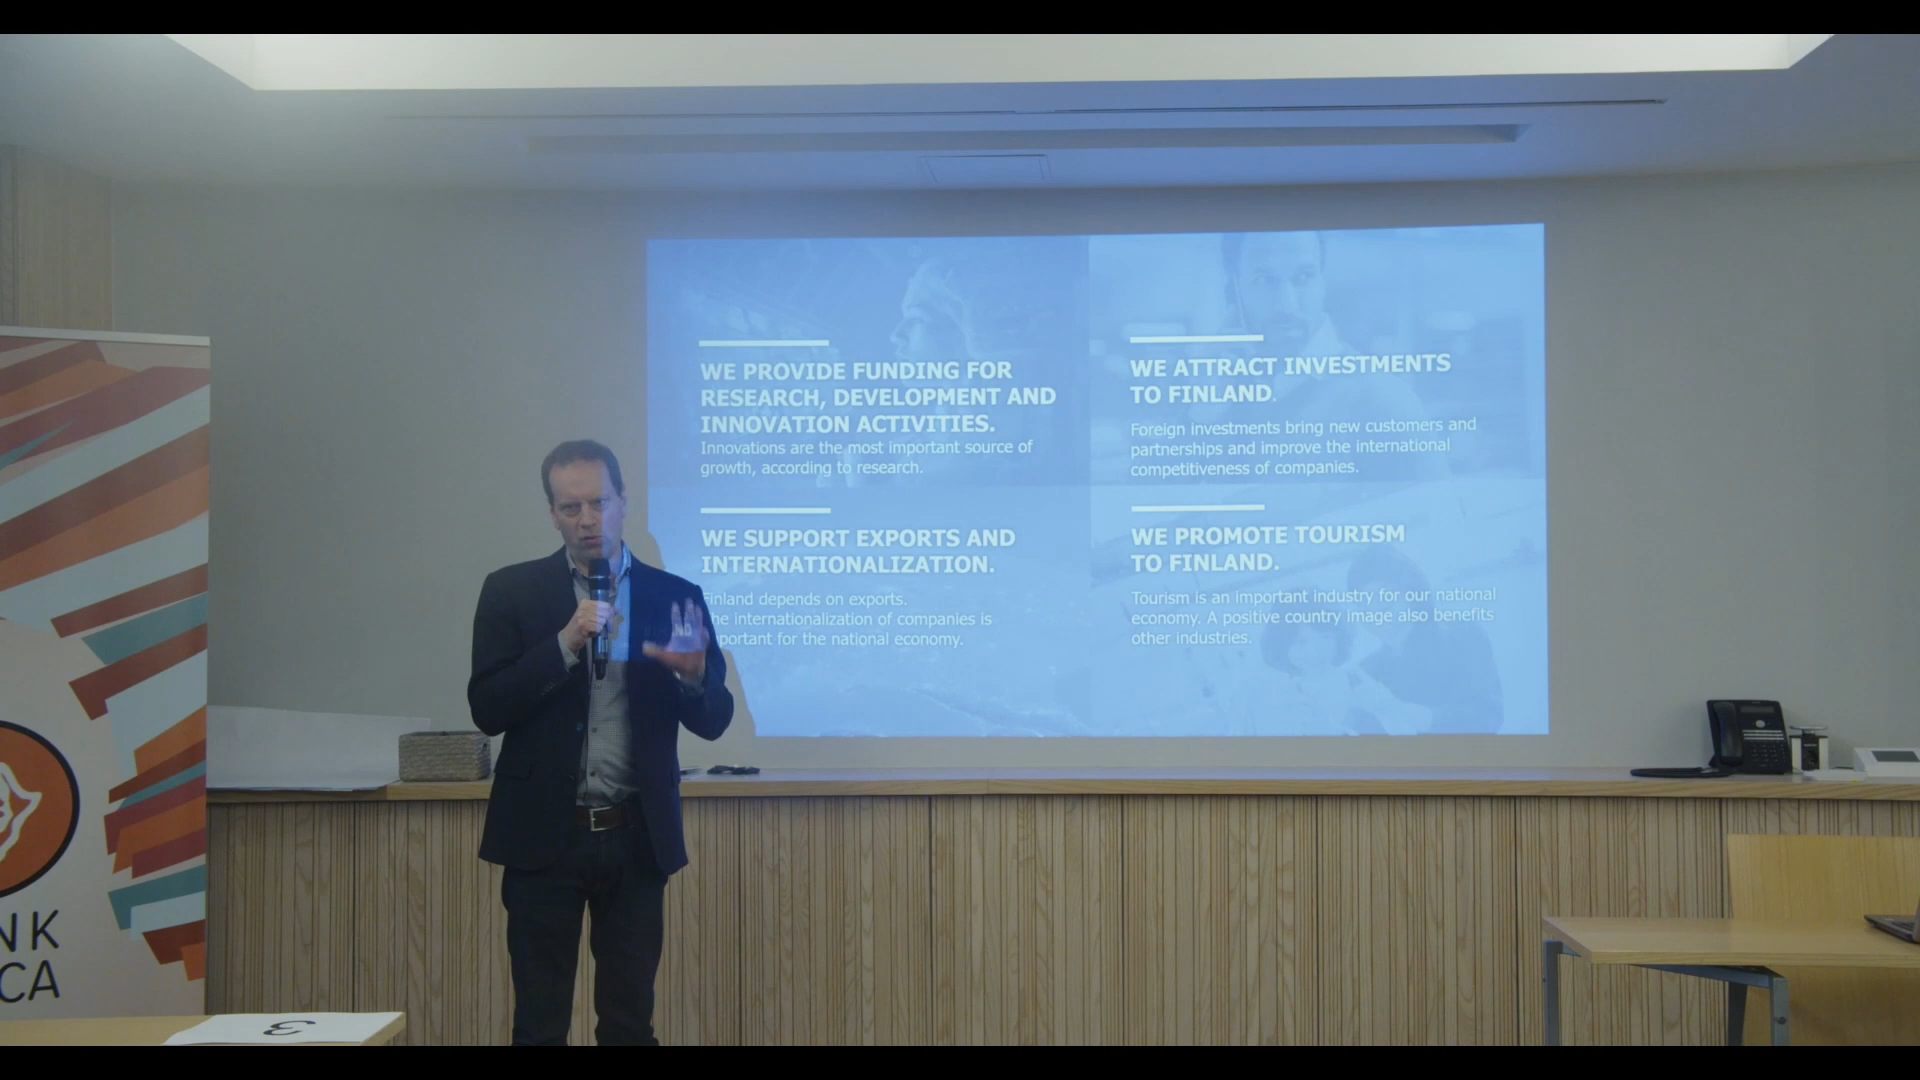 WE PROVIDE FUNDING FOR
RESEARCH, DEVELOPMENT AND
INNOVATION ACTIVITIES.
Innovations are the most important source of
growth, according to research.
WE ATTRACT INVESTMENTS
TO FINLAND.
Foreign investments bring new customers and
partnerships and improve the international
competitiveness of companies.
WE SUPPORT EXPORTS AND
INTERNATIONALIZATION.
Finland depends on exports.
he internationalization of companies is
portant for the national economy.
WE PROMOTE TOURISM
TO FINLAND.
Tourism is an important industry for our national
economy. A positive country image also benefits
other industries.
NK
CA
3